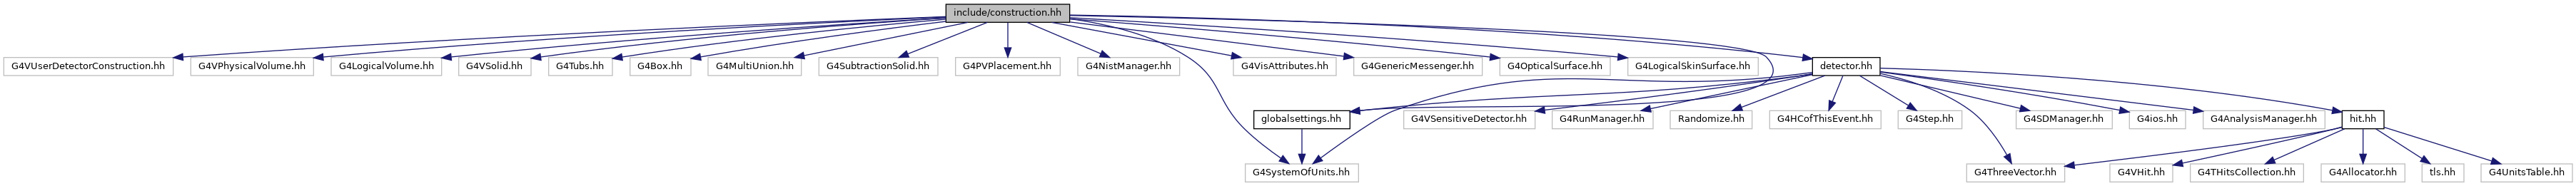 include/construction.hh
G4VUserDetectorConstruction.hh
G4VPhysicalVolume.hh
G4LogicalVolume.hh
G4VSolid.hh
G4Tubs.hh
G4Box.hh
G4MultiUnion.hh
G4SubtractionSolid.hh
G4PVPlacement.hh
G4NistManager.hh
G4VisAttributes.hh
G4GenericMessenger.hh
G4OpticalSurface.hh
G4LogicalSkinSurface.hh
detector.hh
globalsettings.hh
G4VSensitiveDetector.hh
G4RunManager.hh
Randomize.hh
G4HCofThisEvent.hh
G4Step.hh
G4SDManager.hh
G4ios.hh
G4AnalysisManager.hh
hit.hh
G4SystemOfUnits.hh
G4ThreeVector.hh
G4VHit.hh
G4THitsCollection.hh
G4Allocator.hh
tls.hh
G4UnitsTable.hh